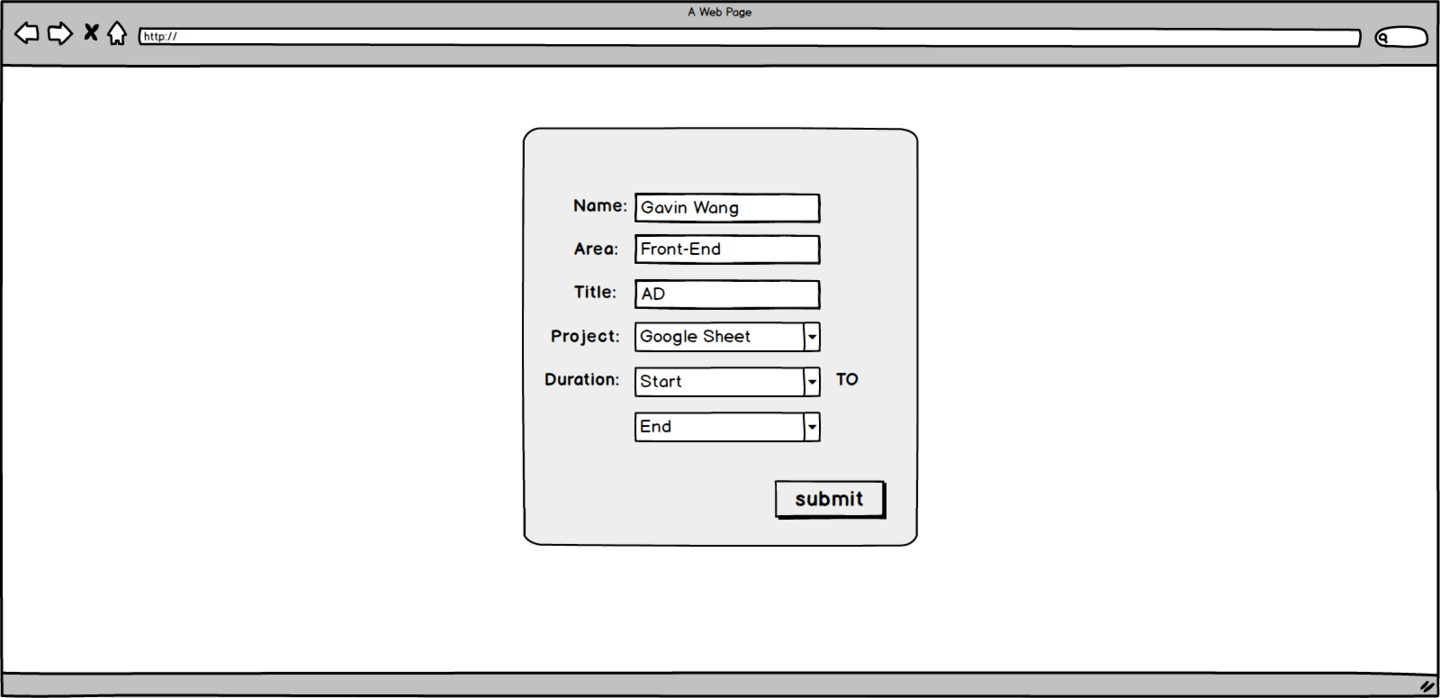 A Web Page
http://
Name: Gavin Wang
Area: Front-End
Title: AD
Project: Google Sheet
Duration: Start TO
End
submit